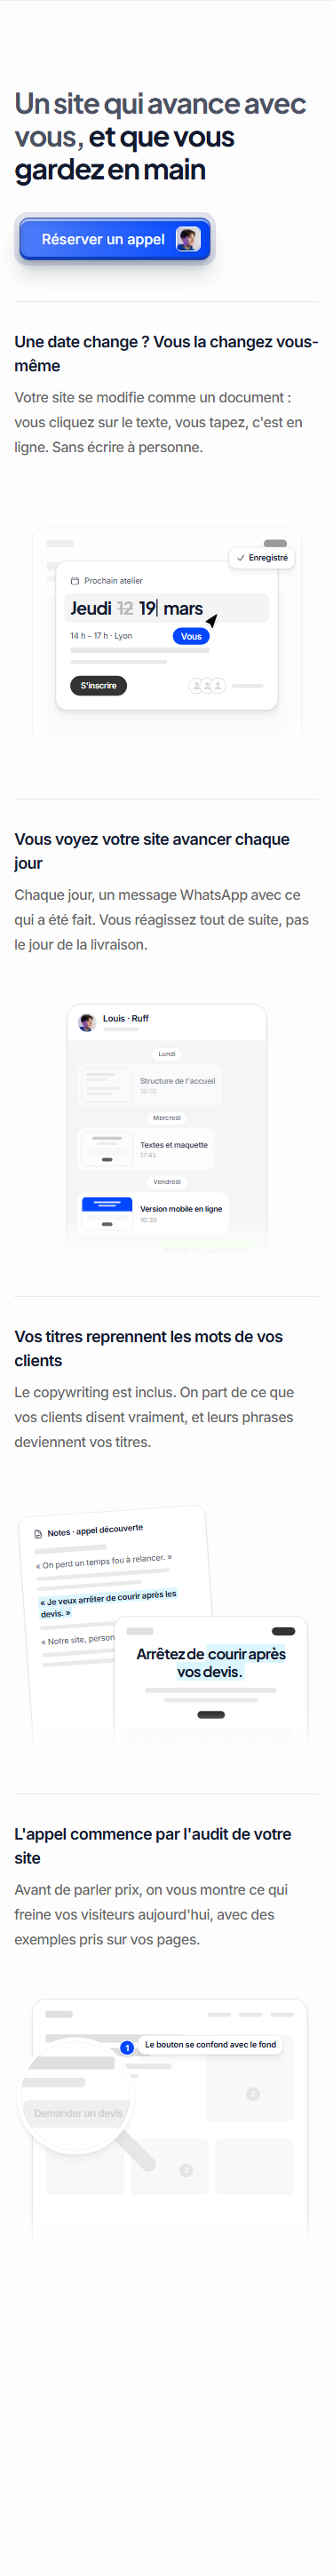 Un site qui avance avec
vous, et que vous
gardez en main
Réserver un appel
Une date change ? Vous la changez vous-
même
Votre site se modifie comme un document :
vous cliquez sur le texte, vous tapez, c'est en
ligne. Sans écrire à personne.
Enregistré
Prochain atelier
Jeudi 12 19 mars
14 h – 17 h · Lyon
Vous
S'inscrire
Vous voyez votre site avancer chaque
jour
Chaque jour, un message WhatsApp avec ce
qui a été fait. Vous réagissez tout de suite, pas
le jour de la livraison.
Louis · Ruff
Lundi
Structure de l'accueil
18:02
Mercredi
Textes et maquette
17:45
Vendredi
Version mobile en ligne
16:30
Vos titres reprennent les mots de vos
clients
Le copywriting est inclus. On part de ce que
vos clients disent vraiment, et leurs phrases
deviennent vos titres.
Notes · appel découverte
« On perd un temps fou à relancer. »
« Je veux arrêter de courir après les
devis. »
« Notre site, person
Arrêtez de courir après
vos devis.
L'appel commence par l'audit de votre
site
Avant de parler prix, on vous montre ce qui
freine vos visiteurs aujourd'hui, avec des
exemples pris sur vos pages.
1
Le bouton se confond avec le fond
2
Demander un devis
3